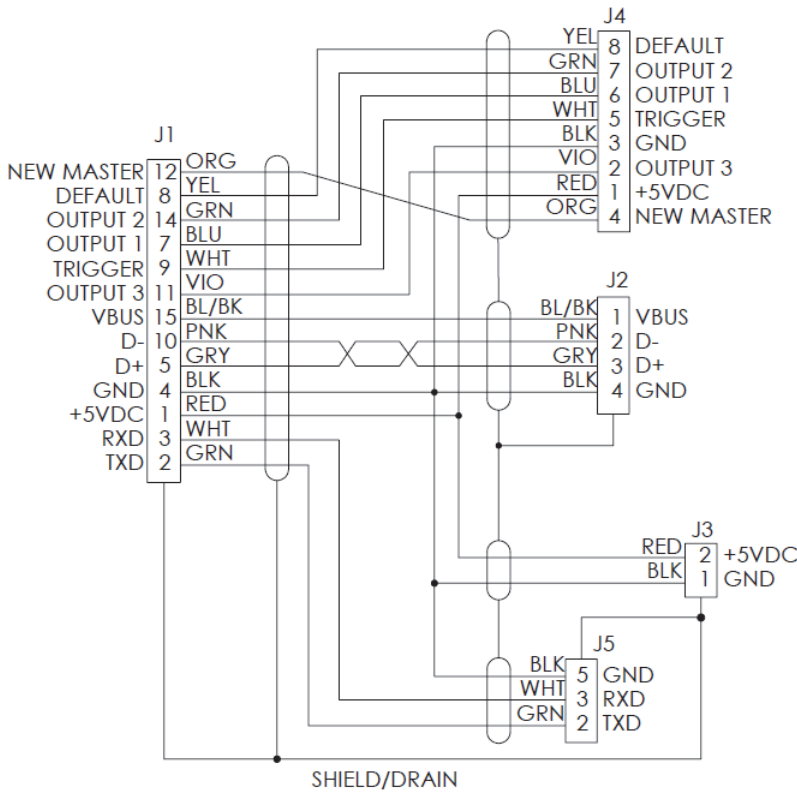 J4
YEL 8 DEFAULT
GRN 7 OUTPUT 2
BLU 6 OUTPUT 1
WHT 5 TRIGGER
BLK 3 GND
VIO 2 OUTPUT 3
RED 1 +5VDC
ORG 4 NEW MASTER
J1
NEW MASTER 12 ORG
DEFAULT 8 YEL
OUTPUT 2 14 GRN
OUTPUT 1 7 BLU
TRIGGER 9 WHT
OUTPUT 3 11 VIO
VBUS 15 BL/BK
D- 10 PNK
D+ 5 GRY
GND 4 BLK
+5VDC 1 RED
RXD 3 WHT
TXD 2 GRN
J2
BL/BK 1 VBUS
PNK 2 D-
GRY 3 D+
BLK 4 GND
J3
RED 2 +5VDC
BLK 1 GND
J5
BLK 5 GND
WHT 3 RXD
GRN 2 TXD
SHIELD/DRAIN